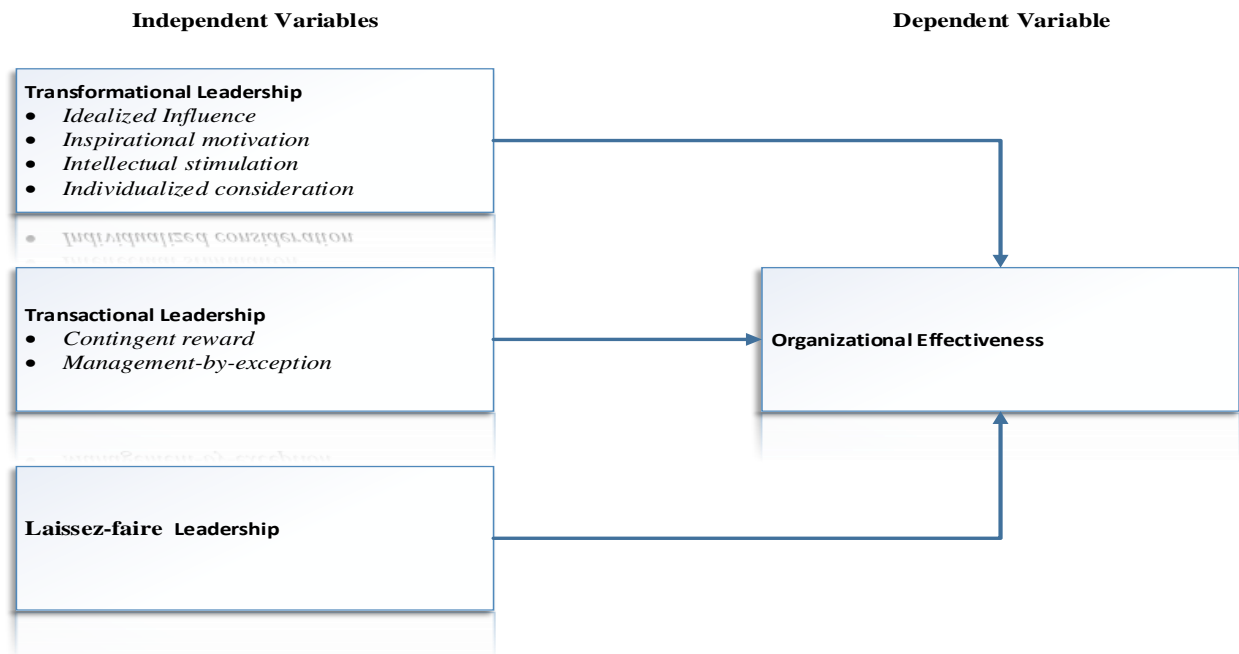 Independent Variables
Dependent Variable
Transformational Leadership
• Idealized Influence
• Inspirational motivation
• Intellectual stimulation
• Individualized consideration
Transactional Leadership
• Contingent reward
• Management-by-exception
Organizational Effectiveness
Laissez-faire Leadership